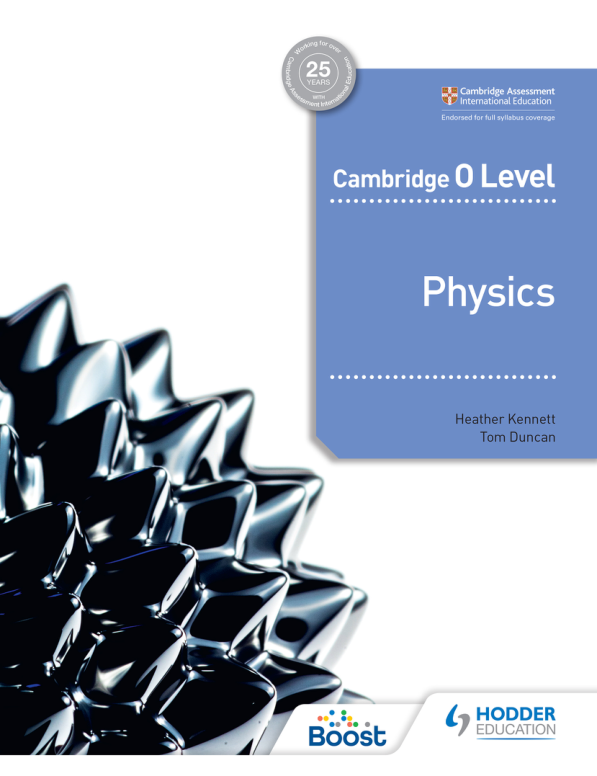 Working for over
25
YEARS
WITH
Cambridge Assessment International Education
Cambridge Assessment
International Education
Endorsed for full syllabus coverage
Cambridge O Level
Physics
Heather Kennett
Tom Duncan
Boost
HODDER
EDUCATION